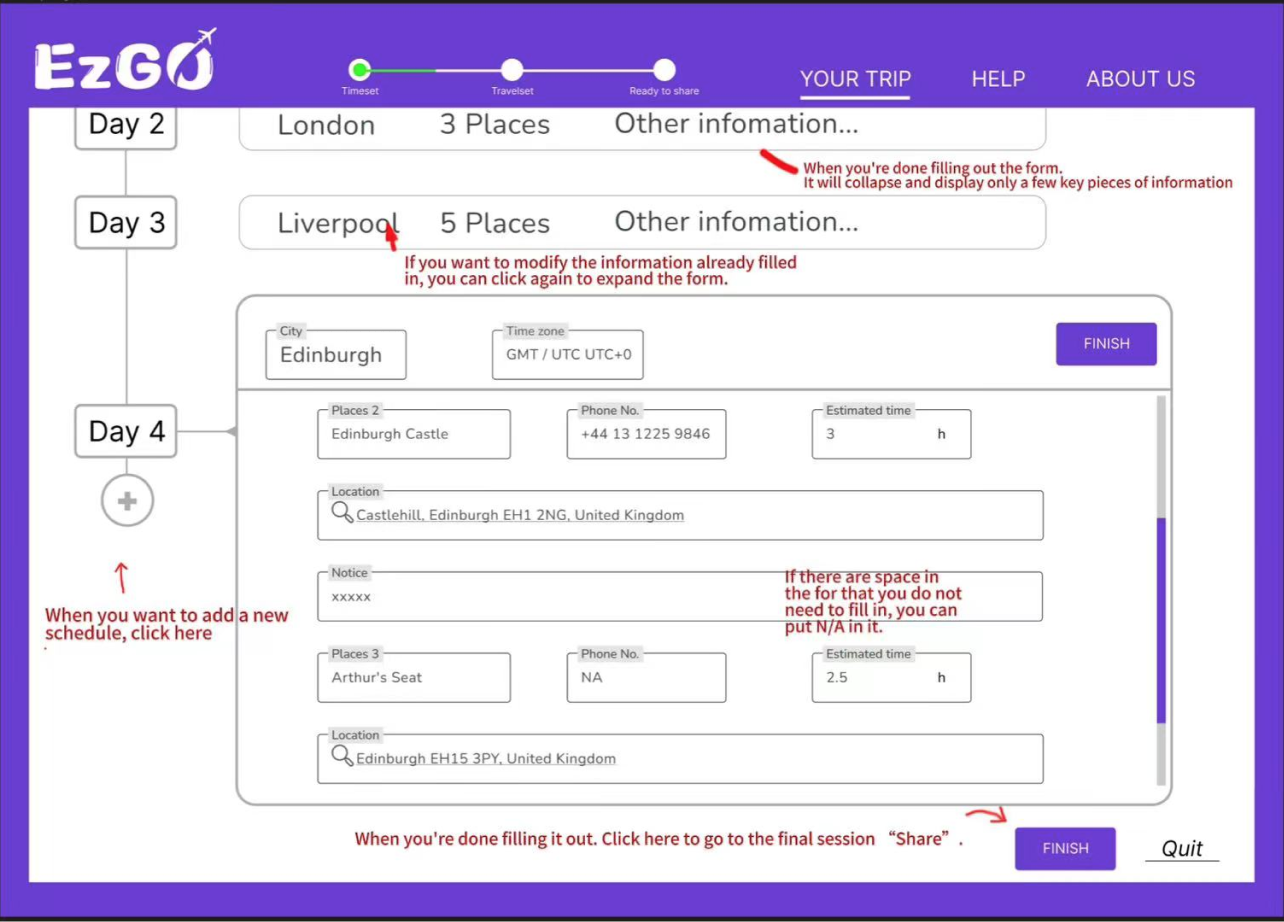 EzGO
Timeset
Travelset
Ready to share
YOUR TRIP
HELP
ABOUT US
Day 2
London 3 Places Other infomation...
When you're done filling out the form.
It will collapse and display only a few key pieces of information
Day 3
Liverpool 5 Places Other infomation...
If you want to modify the information already filled
in, you can click again to expand the form.
City
Edinburgh
Time zone
GMT / UTC UTC+0
FINISH
Day 4
Places 2
Edinburgh Castle
Phone No.
+44 13 1225 9846
Estimated time
3 h
Location
Castlehill, Edinburgh EH1 2NG, United Kingdom
Notice
xxxxx
If there are space in
the for that you do not
need to fill in, you can
put N/A in it.
When you want to add a new
schedule, click here
.
Places 3
Arthur's Seat
Phone No.
NA
Estimated time
2.5 h
Location
Edinburgh EH15 3PY, United Kingdom
When you're done filling it out. Click here to go to the final session “Share” .
FINISH
Quit